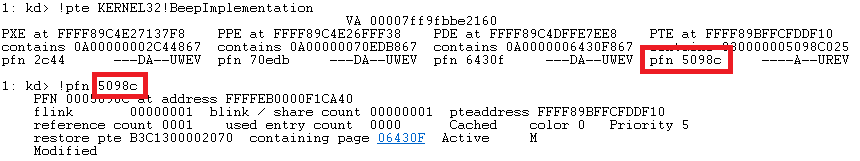 1: kd> !pte KERNEL32!BeepImplementation
VA 00007ff9fbbe2160
PXE at FFFF89C4E27137F8 PPE at FFFF89C4E26FFF38 PDE at FFFF89C4DFFE7EE8 PTE at FFFF89BFFCFDDF10
contains 0A00000002C44867 contains 0A00000070EDB867 contains 0A0000006430F867 contains 830000005098C025
pfn 2c44 ---DA--UWEV pfn 70edb ---DA--UWEV pfn 6430f ---DA--UWEV pfn 5098c ----A--UREV
1: kd> !pfn 5098c
PFN 0005098C at address FFFFEB0000F1CA40
flink 00000001 blink / share count 00000001 pteaddress FFFF89BFFCFDDF10
reference count 0001 used entry count 0000 Cached color 0 Priority 5
restore pte B3C1300002070 containing page 06430F Active M
Modified